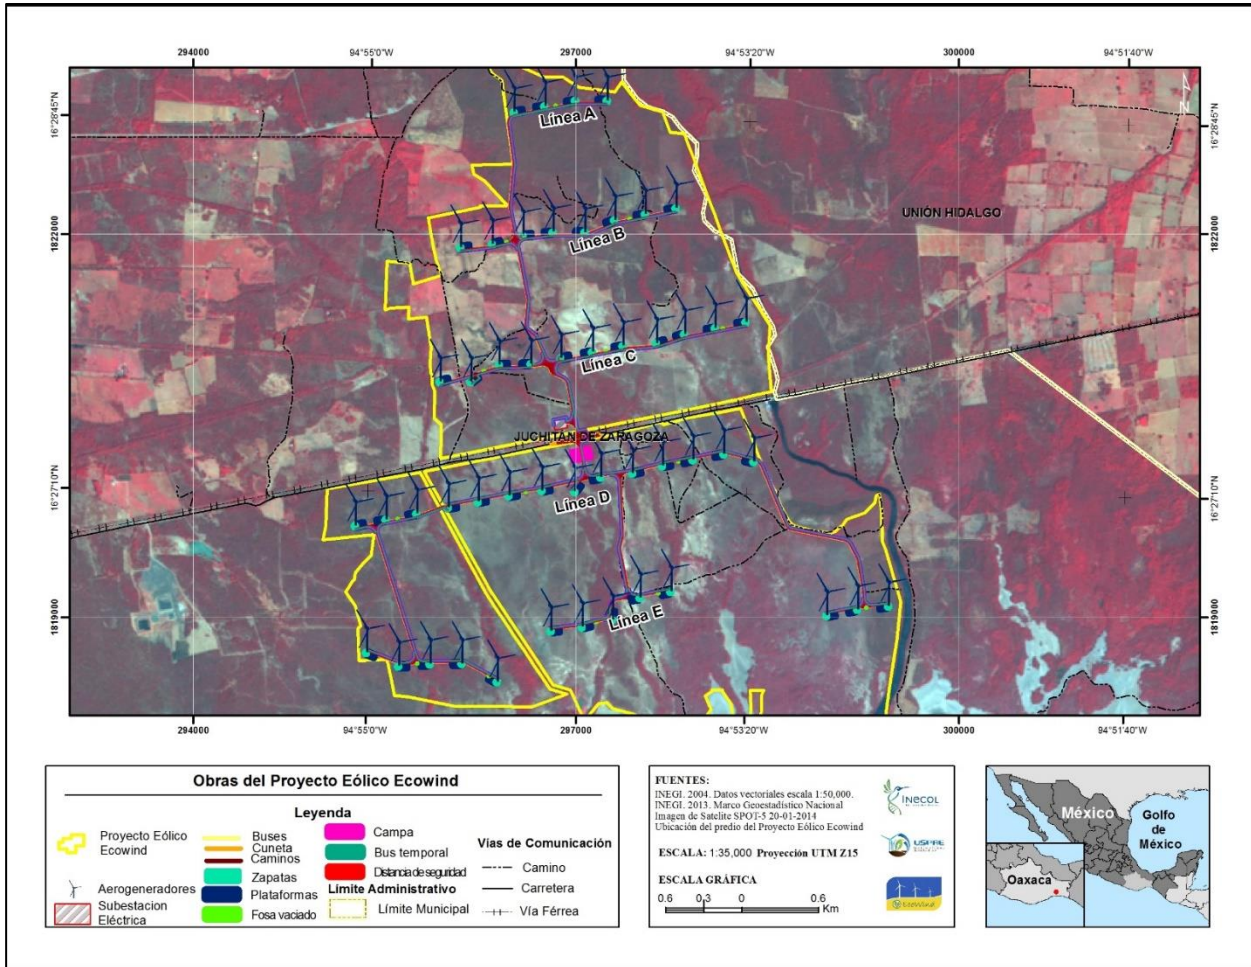 294000
94°55'0"W
297000
94°53'20"W
300000
94°51'40"W
16°28'45"N
16°28'45"N
Línea A
UNIÓN HIDALGO
1822000
1822000
Línea B
Línea C
JUCHITÁN DE ZARAGOZA
16°27'10"N
16°27'10"N
Línea D
1819000
1819000
Línea E
294000
94°55'0"W
297000
94°53'20"W
300000
94°51'40"W
Obras del Proyecto Eólico Ecowind
Leyenda
Proyecto Eólico
Ecowind
Aerogeneradores
Subestacion
Eléctrica
Buses
Cuneta
Caminos
Zapatas
Plataformas
Fosa vaciado
Campa
Bus temporal
Distancia de seguridad
Límite Administrativo
Límite Municipal
Vías de Comunicación
Camino
Carretera
Vía Férrea
FUENTES:
INEGI. 2004. Datos vectoriales escala 1:50,000.
INEGI. 2013. Marco Geoestadístico Nacional
Imagen de Satelite SPOT-5 20-01-2014
Ubicación del predio del Proyecto Eólico Ecowind
ESCALA: 1:35,000 Proyección UTM Z15
ESCALA GRÁFICA
0.6 0.3 0 0.6
Km
INECOL
USPAE
EcoWind
México
Golfo
de
México
Oaxaca